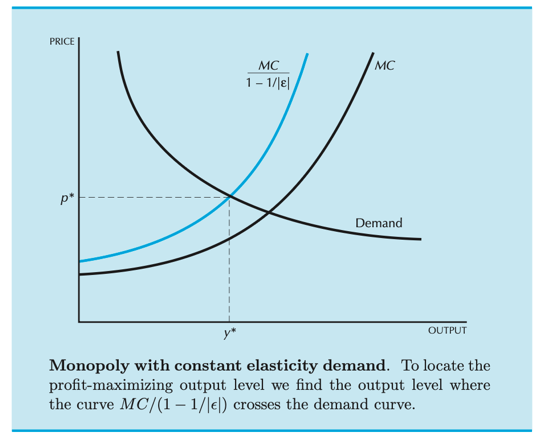 PRICE
MC
1 – 1/|ε|
MC
p*
Demand
y*
OUTPUT
Monopoly with constant elasticity demand. To locate the
profit-maximizing output level we find the output level where
the curve MC/(1 − 1/|ϵ|) crosses the demand curve.